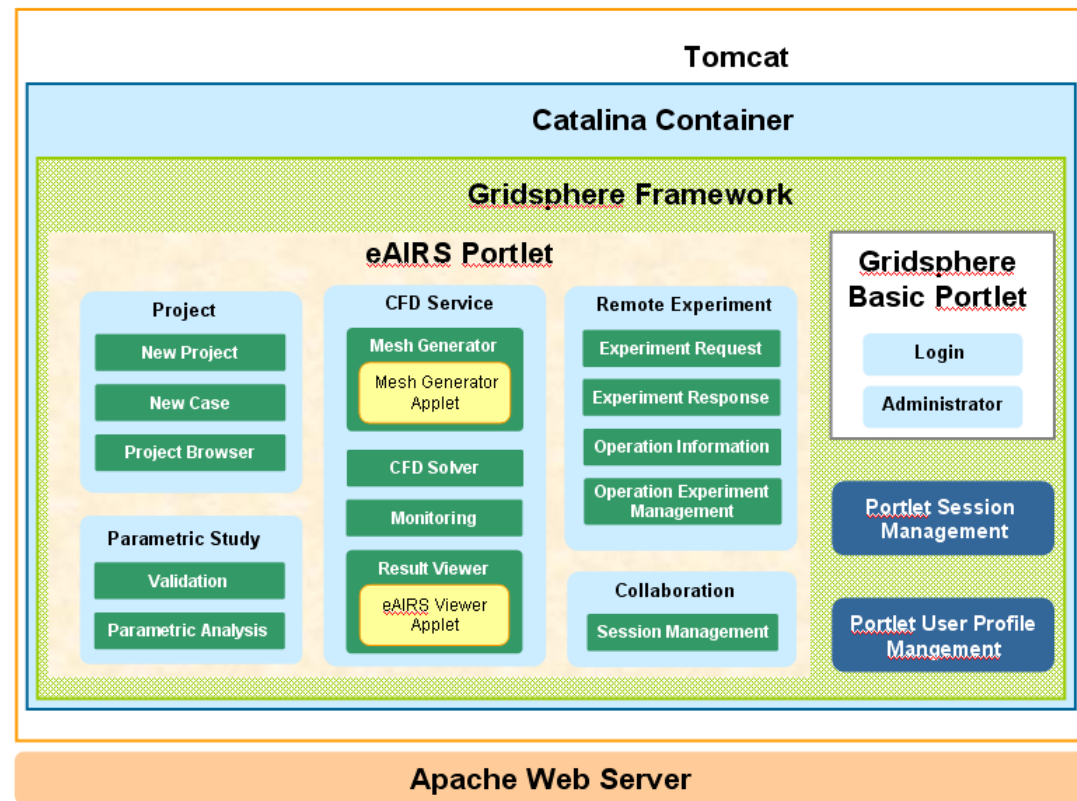 Tomcat
Catalina Container
Gridsphere Framework
eAIRS Portlet
Project
New Project
New Case
Project Browser
Parametric Study
Validation
Parametric Analysis
CFD Service
Mesh Generator
Mesh Generator
Applet
CFD Solver
Monitoring
Result Viewer
eAIRS Viewer
Applet
Remote Experiment
Experiment Request
Experiment Response
Operation Information
Operation Experiment
Management
Collaboration
Session Management
Gridsphere
Basic Portlet
Login
Administrator
Portlet Session
Management
Portlet User Profile
Mangement
Apache Web Server